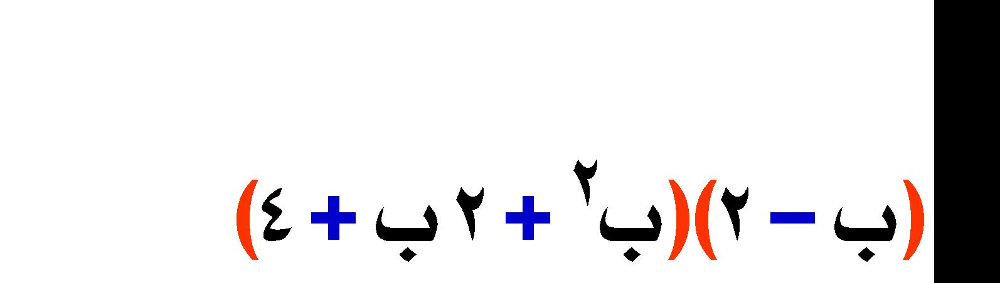 (ب − ٢)(ب٢ + ٢ ب + ٤)